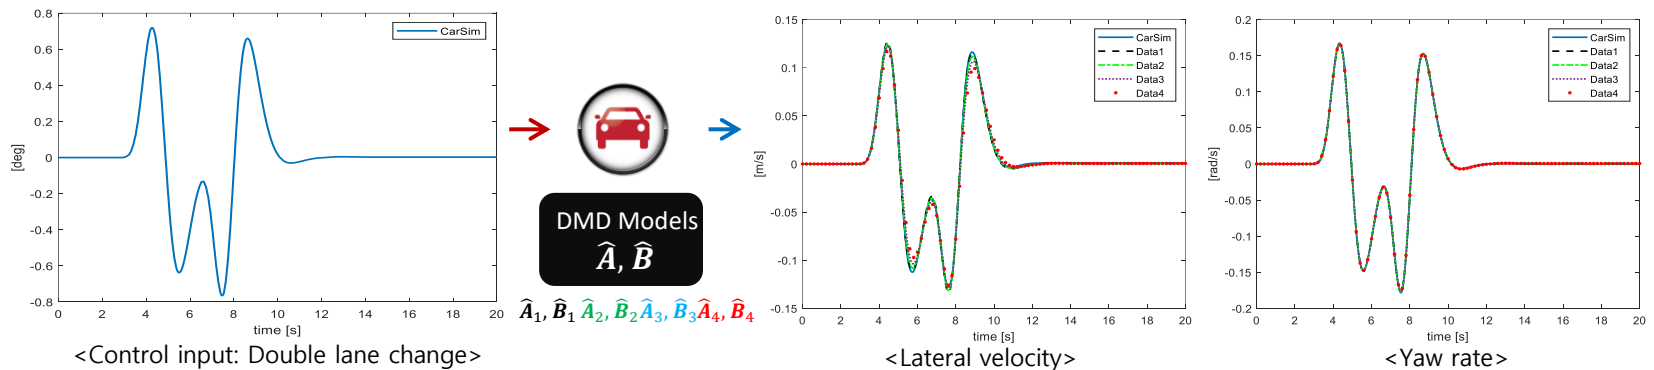 0.8
0.6
0.4
0.2
0
-0.2
-0.4
-0.6
-0.8
[deg]
CarSim
0 2 4 6 8 10 12 14 16 18 20
time [s]
<Control input: Double lane change>
DMD Models
Â, B̂
Â₁, B̂₁ Â₂, B̂₂ Â₃, B̂₃ Â₄, B̂₄
0.15
0.1
0.05
0
-0.05
-0.1
-0.15
[m/s]
CarSim
Data1
Data2
Data3
Data4
0 2 4 6 8 10 12 14 16 18 20
time [s]
<Lateral velocity>
0.2
0.15
0.1
0.05
0
-0.05
-0.1
-0.15
-0.2
[rad/s]
CarSim
Data1
Data2
Data3
Data4
0 2 4 6 8 10 12 14 16 18 20
time [s]
<Yaw rate>